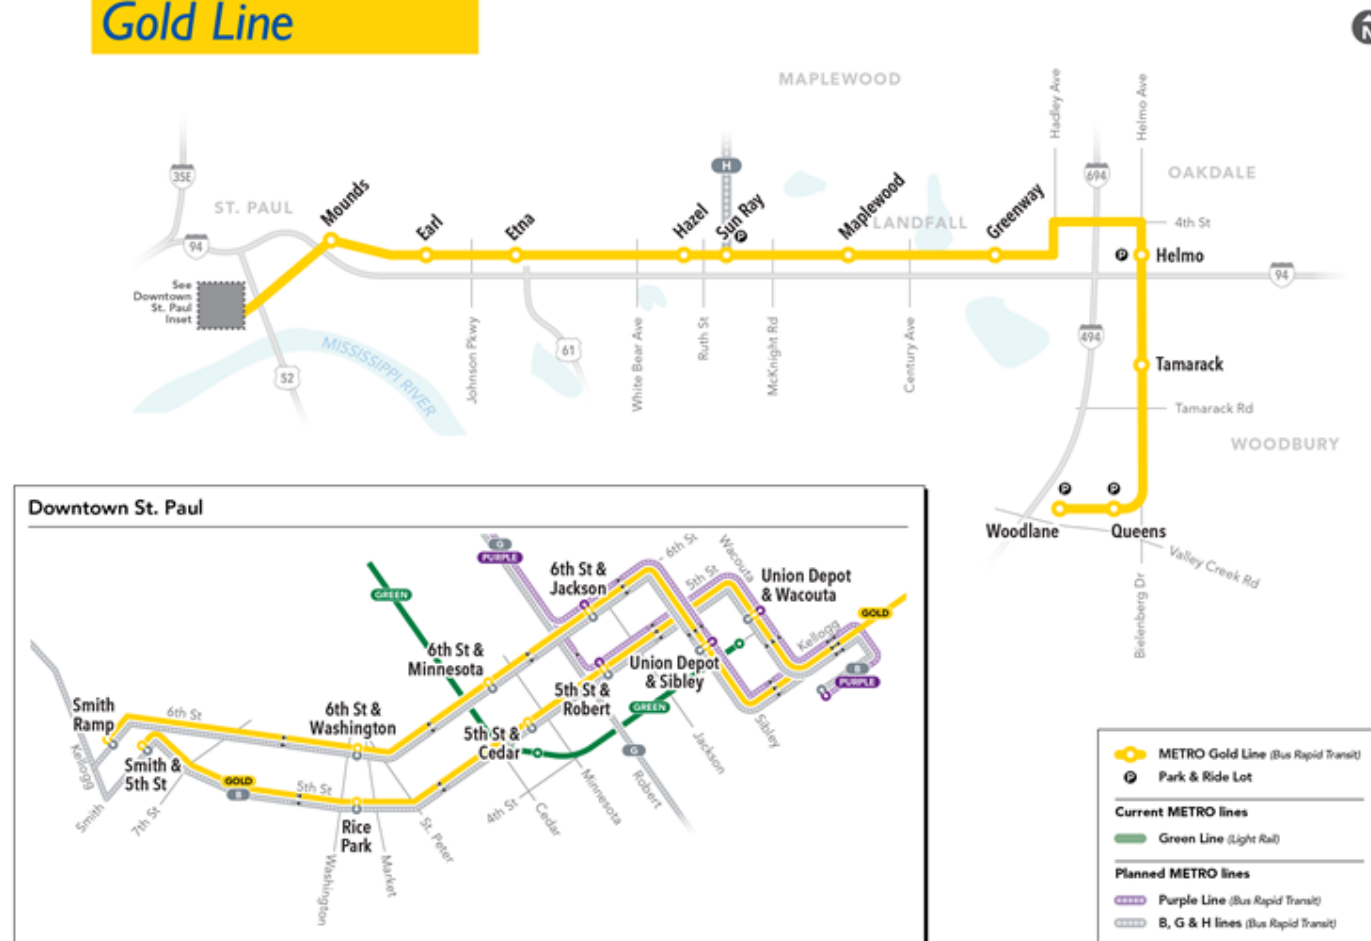 Gold Line
N
MAPLEWOOD
Hadley Ave
Helmo Ave
35E
H
694
OAKDALE
ST. PAUL
Mounds
Earl
Etna
Hazel
Sun Ray
P
Maplewood
LANDFALL
Greenway
4th St
94
P
Helmo
94
See
Downtown
St. Paul
Inset
MISSISSIPPI RIVER
52
Johnson Pkwy
61
White Bear Ave
Ruth St
McKnight Rd
Century Ave
494
Tamarack
Tamarack Rd
WOODBURY
P
P
Woodlane
Queens
Valley Creek Rd
Bielenberg Dr
Downtown St. Paul
G
PURPLE
GREEN
6th St &
Jackson
6th St
Wacouta
5th St
Union Depot
& Wacouta
GOLD
Kellogg
6th St &
Minnesota
Union Depot
& Sibley
B
PURPLE
5th St &
Robert
GREEN
Sibley
Smith
Ramp
6th St
6th St &
Washington
5th St &
Cedar
G
Jackson
Kellogg
Smith &
5th St
GOLD
B
5th St
Robert
Smith
7th St
Rice
Park
St. Peter
4th St
Cedar
Minnesota
Washington
Market
METRO Gold Line (Bus Rapid Transit)
P Park & Ride Lot
Current METRO lines
Green Line (Light Rail)
Planned METRO lines
Purple Line (Bus Rapid Transit)
B, G & H lines (Bus Rapid Transit)